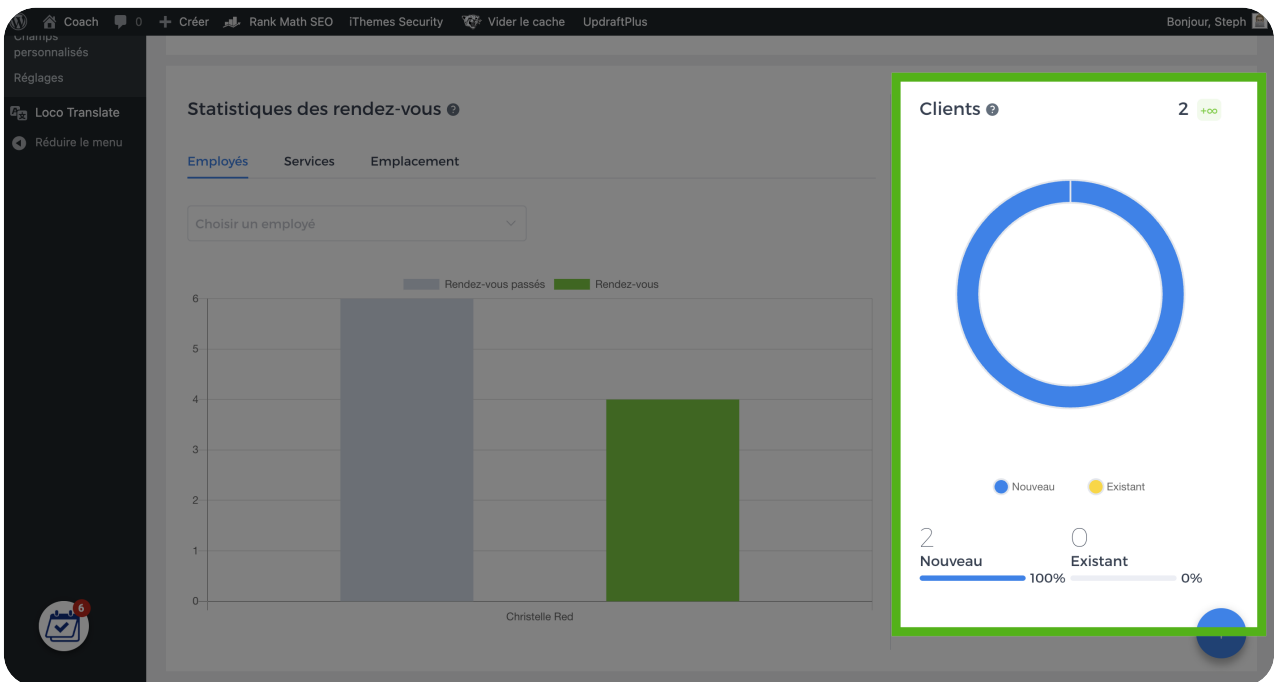 Coach 0 Créer Rank Math SEO iThemes Security Vider le cache UpdraftPlus Bonjour, Steph
Champs
personnalisés
Réglages
Loco Translate
Réduire le menu
6
Statistiques des rendez-vous ?
Employés Services Emplacement
Choisir un employé
Rendez-vous passés Rendez-vous
6
5
4
3
2
1
0
Christelle Red
Clients ? 2 +∞
Nouveau Existant
2 0
Nouveau Existant
100% 0%